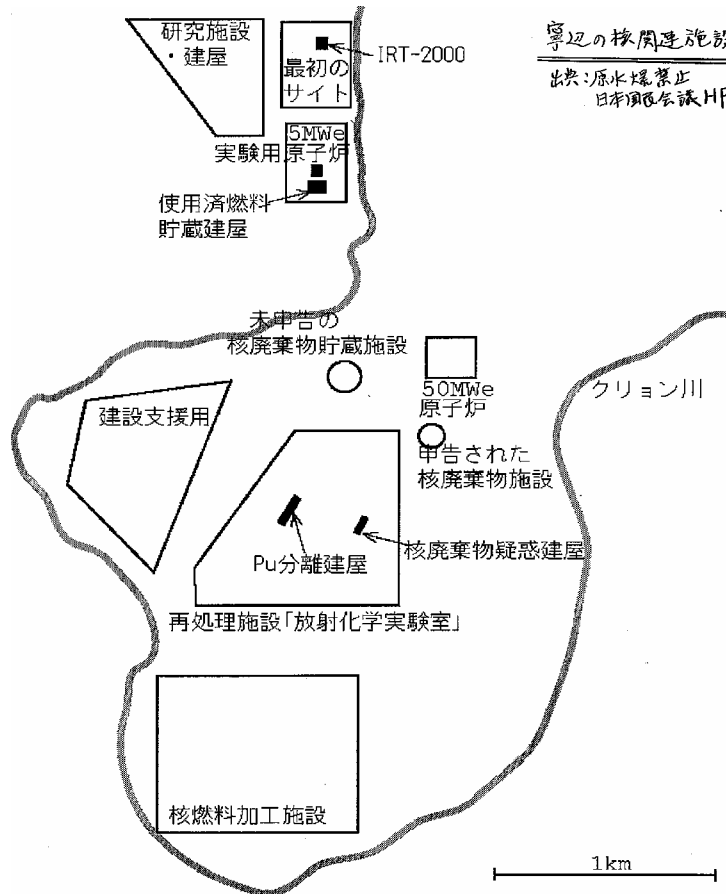 寧辺の核関連施設
出典：原水爆禁止
日本国民会議HP
研究施設
・建屋
IRT-2000
最初の
サイト
5MWe
実験用原子炉
使用済燃料
貯蔵建屋
未申告の
核廃棄物貯蔵施設
50MWe
原子炉
クリョン川
建設支援用
申告された
核廃棄物施設
Pu分離建屋
核廃棄物疑惑建屋
再処理施設「放射化学実験室」
核燃料加工施設
1km